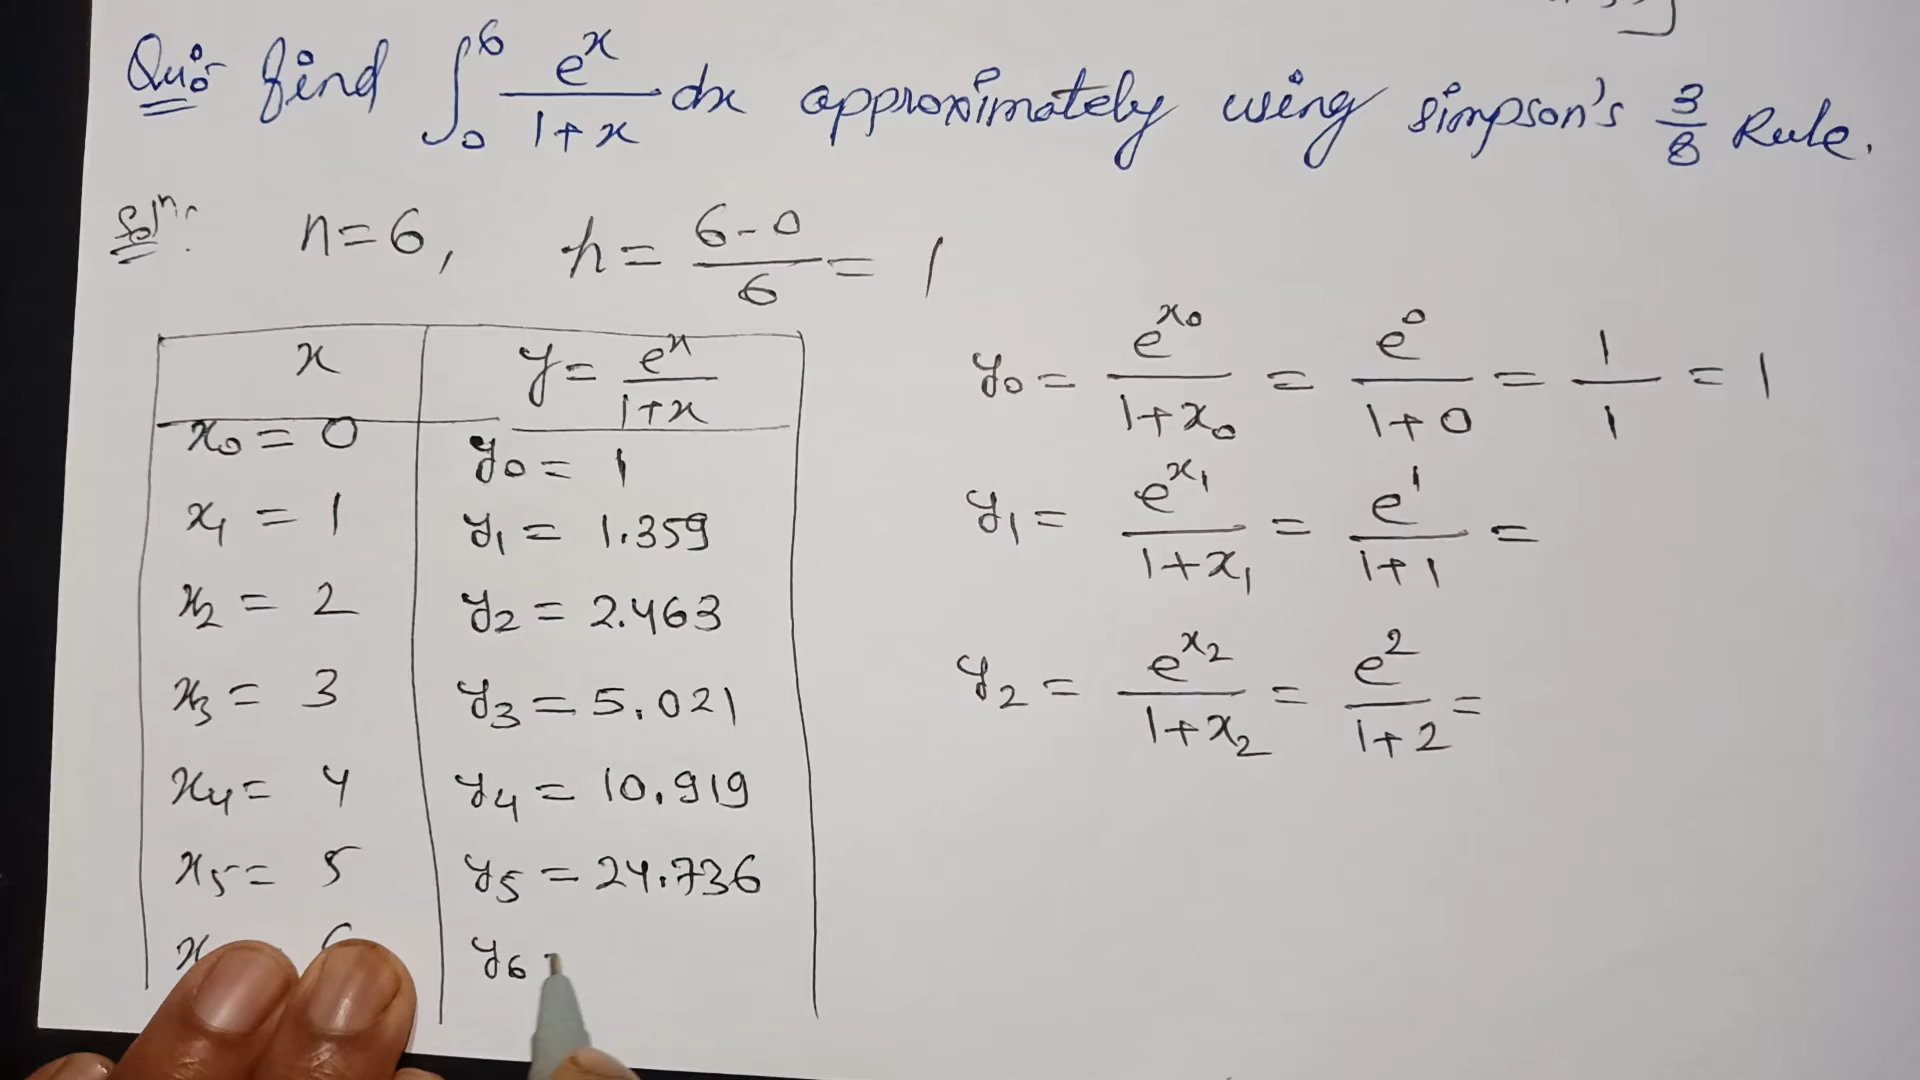 Que:- find ∫₀⁶ eˣ/(1+x) dx approximately using simpson's 3/8 Rule.
Solⁿ: n=6, h = (6-0)/6 = 1
x | y = eˣ/(1+x)
x₀ = 0 | y₀ = 1
x₁ = 1 | y₁ = 1.359
x₂ = 2 | y₂ = 2.463
x₃ = 3 | y₃ = 5.021
x₄ = 4 | y₄ = 10.919
x₅ = 5 | y₅ = 24.736
x | y₆
y₀ = e^x₀/(1+x₀) = e⁰/(1+0) = 1/1 = 1
y₁ = e^x₁/(1+x₁) = e¹/(1+1) =
y₂ = e^x₂/(1+x₂) = e²/(1+2) =